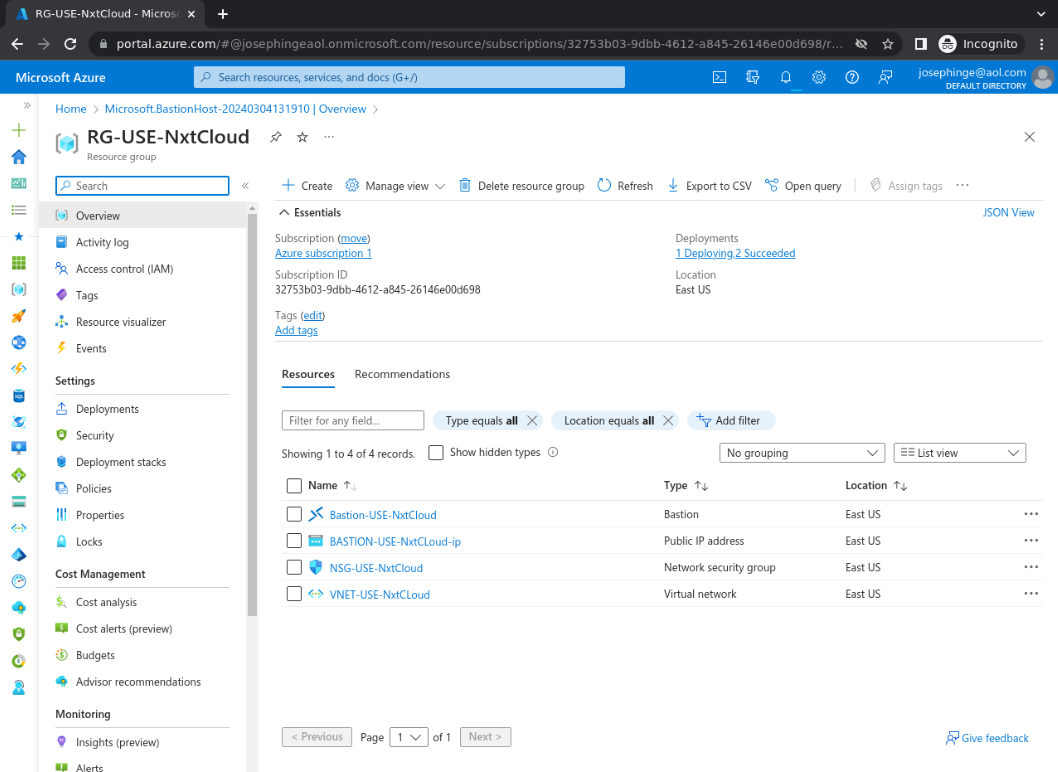 RG-USE-NxtCloud - Micros
portal.azure.com/#@josephingeaol.onmicrosoft.com/resource/subscriptions/32753b03-9dbb-4612-a845-26146e00d698/r...
Incognito
Microsoft Azure
Search resources, services, and docs (G+/)
josephinge@aol.com
DEFAULT DIRECTORY
Home > Microsoft.BastionHost-20240304131910 | Overview >
RG-USE-NxtCloud
Resource group
Search
Overview
Activity log
Access control (IAM)
Tags
Resource visualizer
Events
Settings
Deployments
Security
Deployment stacks
Policies
Properties
Locks
Cost Management
Cost analysis
Cost alerts (preview)
Budgets
Advisor recommendations
Monitoring
Insights (preview)
Alerts
Create Manage view Delete resource group Refresh Export to CSV Open query Assign tags
Essentials
JSON View
Subscription (move)
Azure subscription 1
Subscription ID
32753b03-9dbb-4612-a845-26146e00d698
Tags (edit)
Add tags
Deployments
1 Deploying,2 Succeeded
Location
East US
Resources Recommendations
Filter for any field... Type equals all Location equals all Add filter
Showing 1 to 4 of 4 records. Show hidden types No grouping List view
Name Type Location
Bastion-USE-NxtCloud Bastion East US
BASTION-USE-NxtCLoud-ip Public IP address East US
NSG-USE-NxtCloud Network security group East US
VNET-USE-NxtCLoud Virtual network East US
< Previous Page 1 of 1 Next >
Give feedback